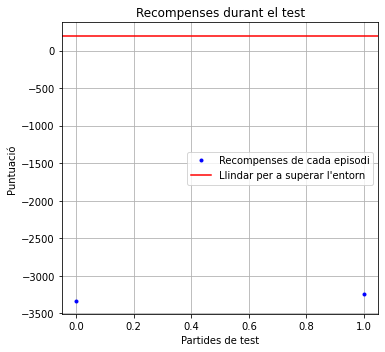 Recompenses durant el test
Puntuació
0
−500
−1000
−1500
−2000
−2500
−3000
−3500
Recompenses de cada episodi
Llindar per a superar l'entorn
0.0 0.2 0.4 0.6 0.8 1.0
Partides de test